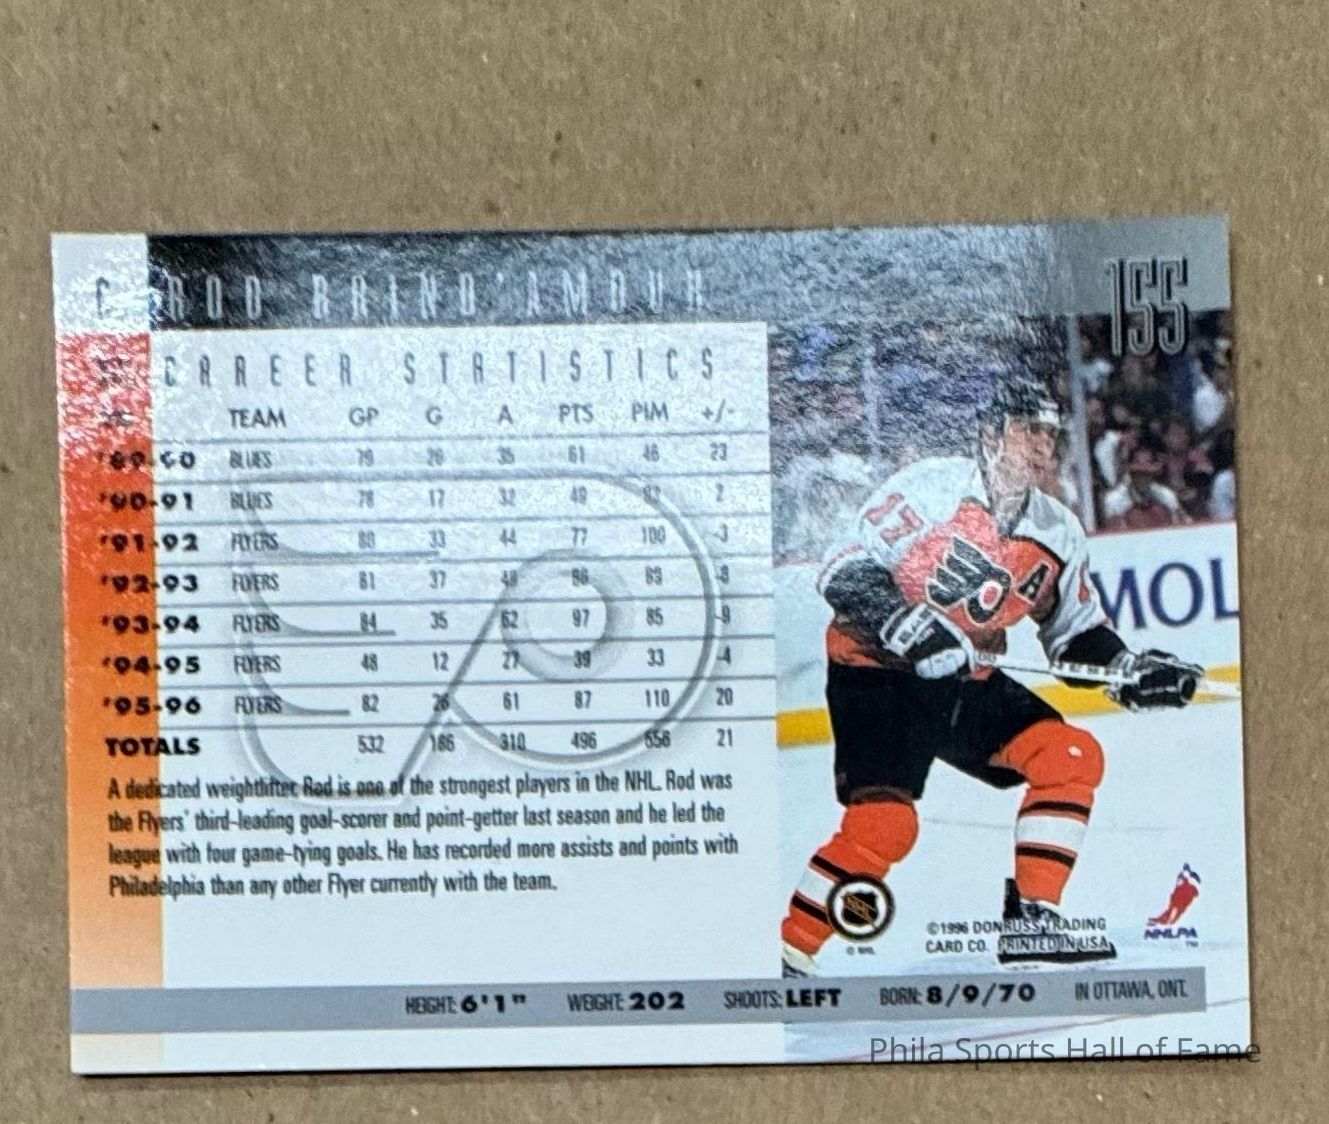 C ROD BRIND'AMOUR
155
CAREER STATISTICS
TEAM GP G A PTS PIM +/-
'89-90 BLUES 79 26 35 61 46 23
'90-91 BLUES 78 17 32 49 2
'91-92 FLYERS 80 33 44 77 100 -3
'92-93 FLYERS 81 37 49 86 89 -8
'93-94 FLYERS 84 35 62 97 85 -9
'94-95 FLYERS 48 12 27 39 33 -4
'95-96 FLYERS 82 26 61 87 110 20
TOTALS 532 186 310 496 556 21
A dedicated weightlifter, Rod is one of the strongest players in the NHL. Rod was
the Flyers' third-leading goal-scorer and point-getter last season and he led the
league with four game-tying goals. He has recorded more assists and points with
Philadelphia than any other Flyer currently with the team.
17
A
MOL
NHL
© NHL
©1996 DONRUSS TRADING
CARD CO. PRINTED IN USA
NHLPA
TM
HEIGHT: 6'1" WEIGHT: 202 SHOOTS: LEFT BORN: 8/9/70 IN OTTAWA, ONT.
Phila Sports Hall of Fame